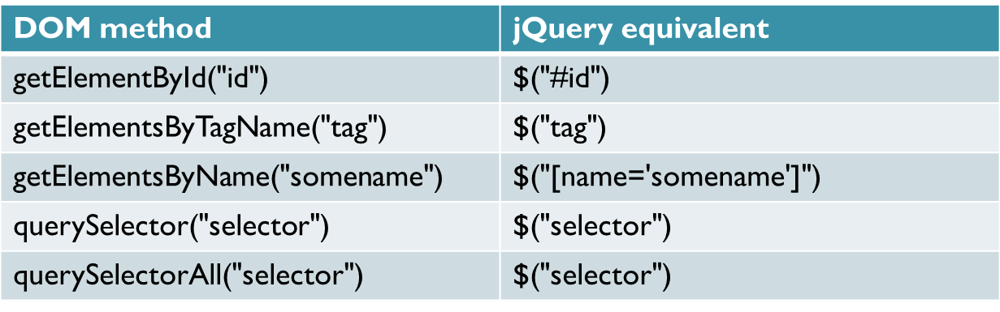 DOM method jQuery equivalent
getElementById("id") $("#id")
getElementsByTagName("tag") $("tag")
getElementsByName("somename") $("[name='somename']")
querySelector("selector") $("selector")
querySelectorAll("selector") $("selector")